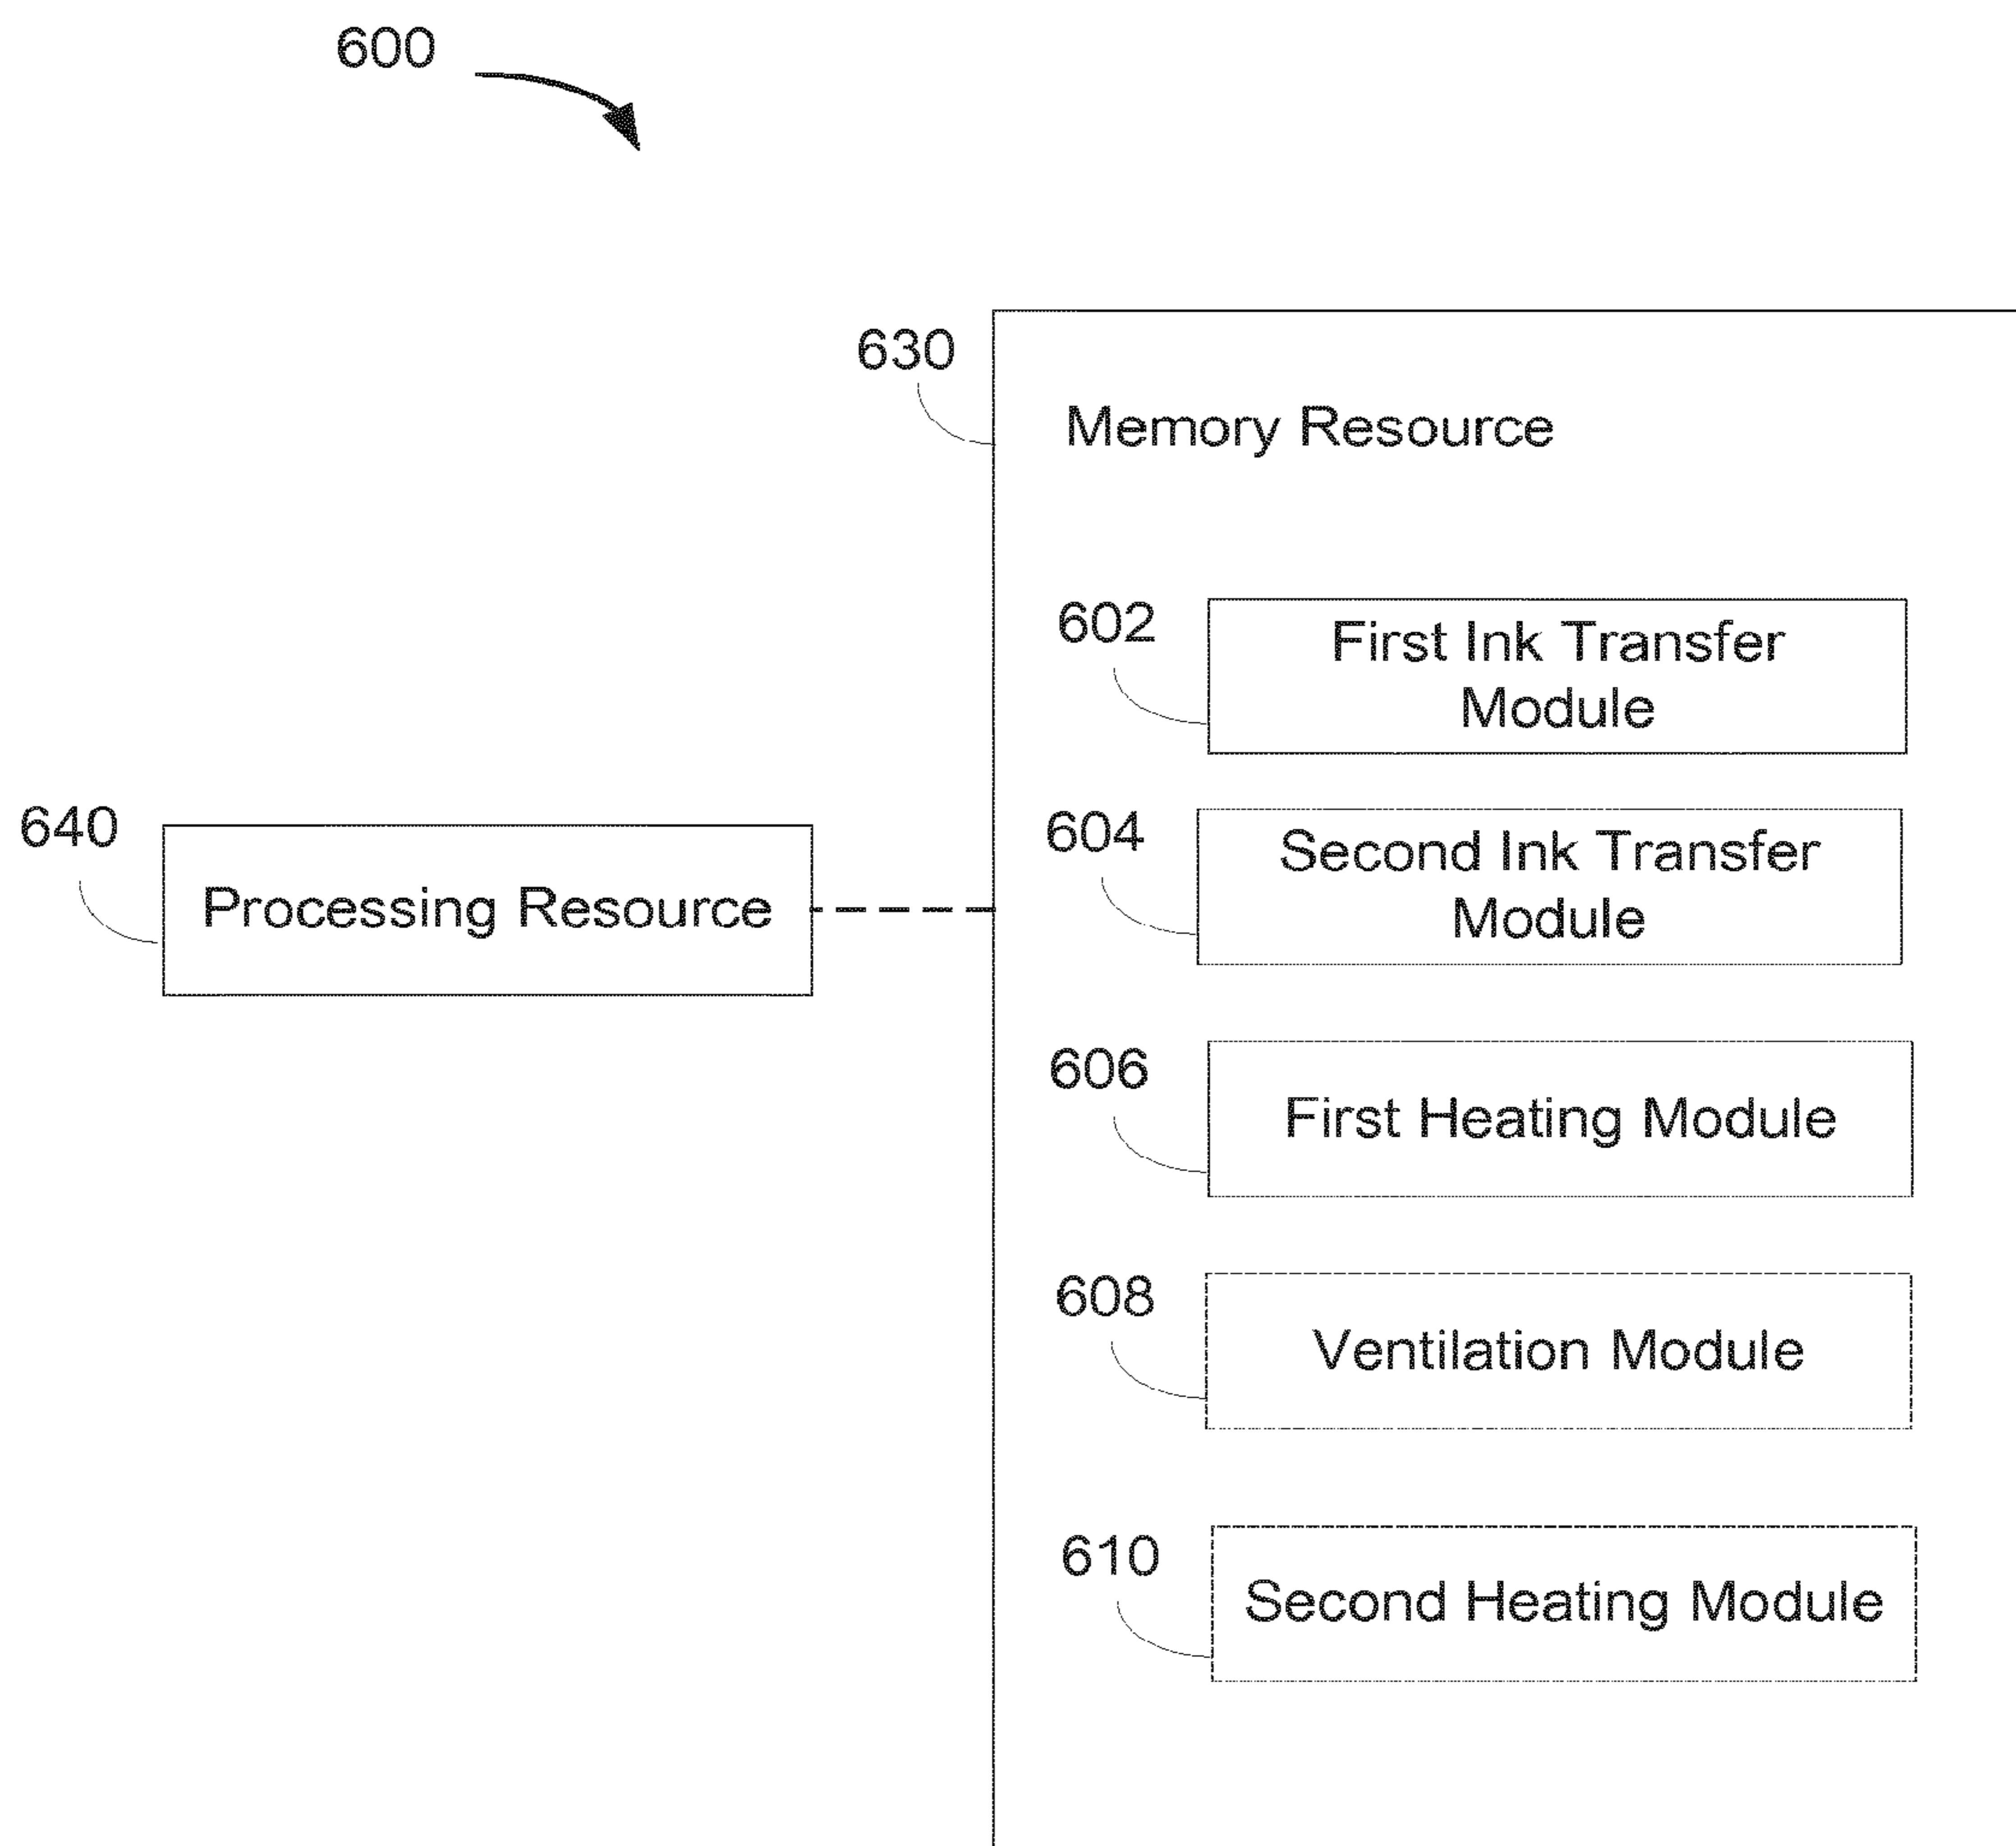 600
630
Memory Resource
602
First Ink Transfer
Module
640
Processing Resource
604
Second Ink Transfer
Module
606
First Heating Module
608
Ventilation Module
610
Second Heating Module